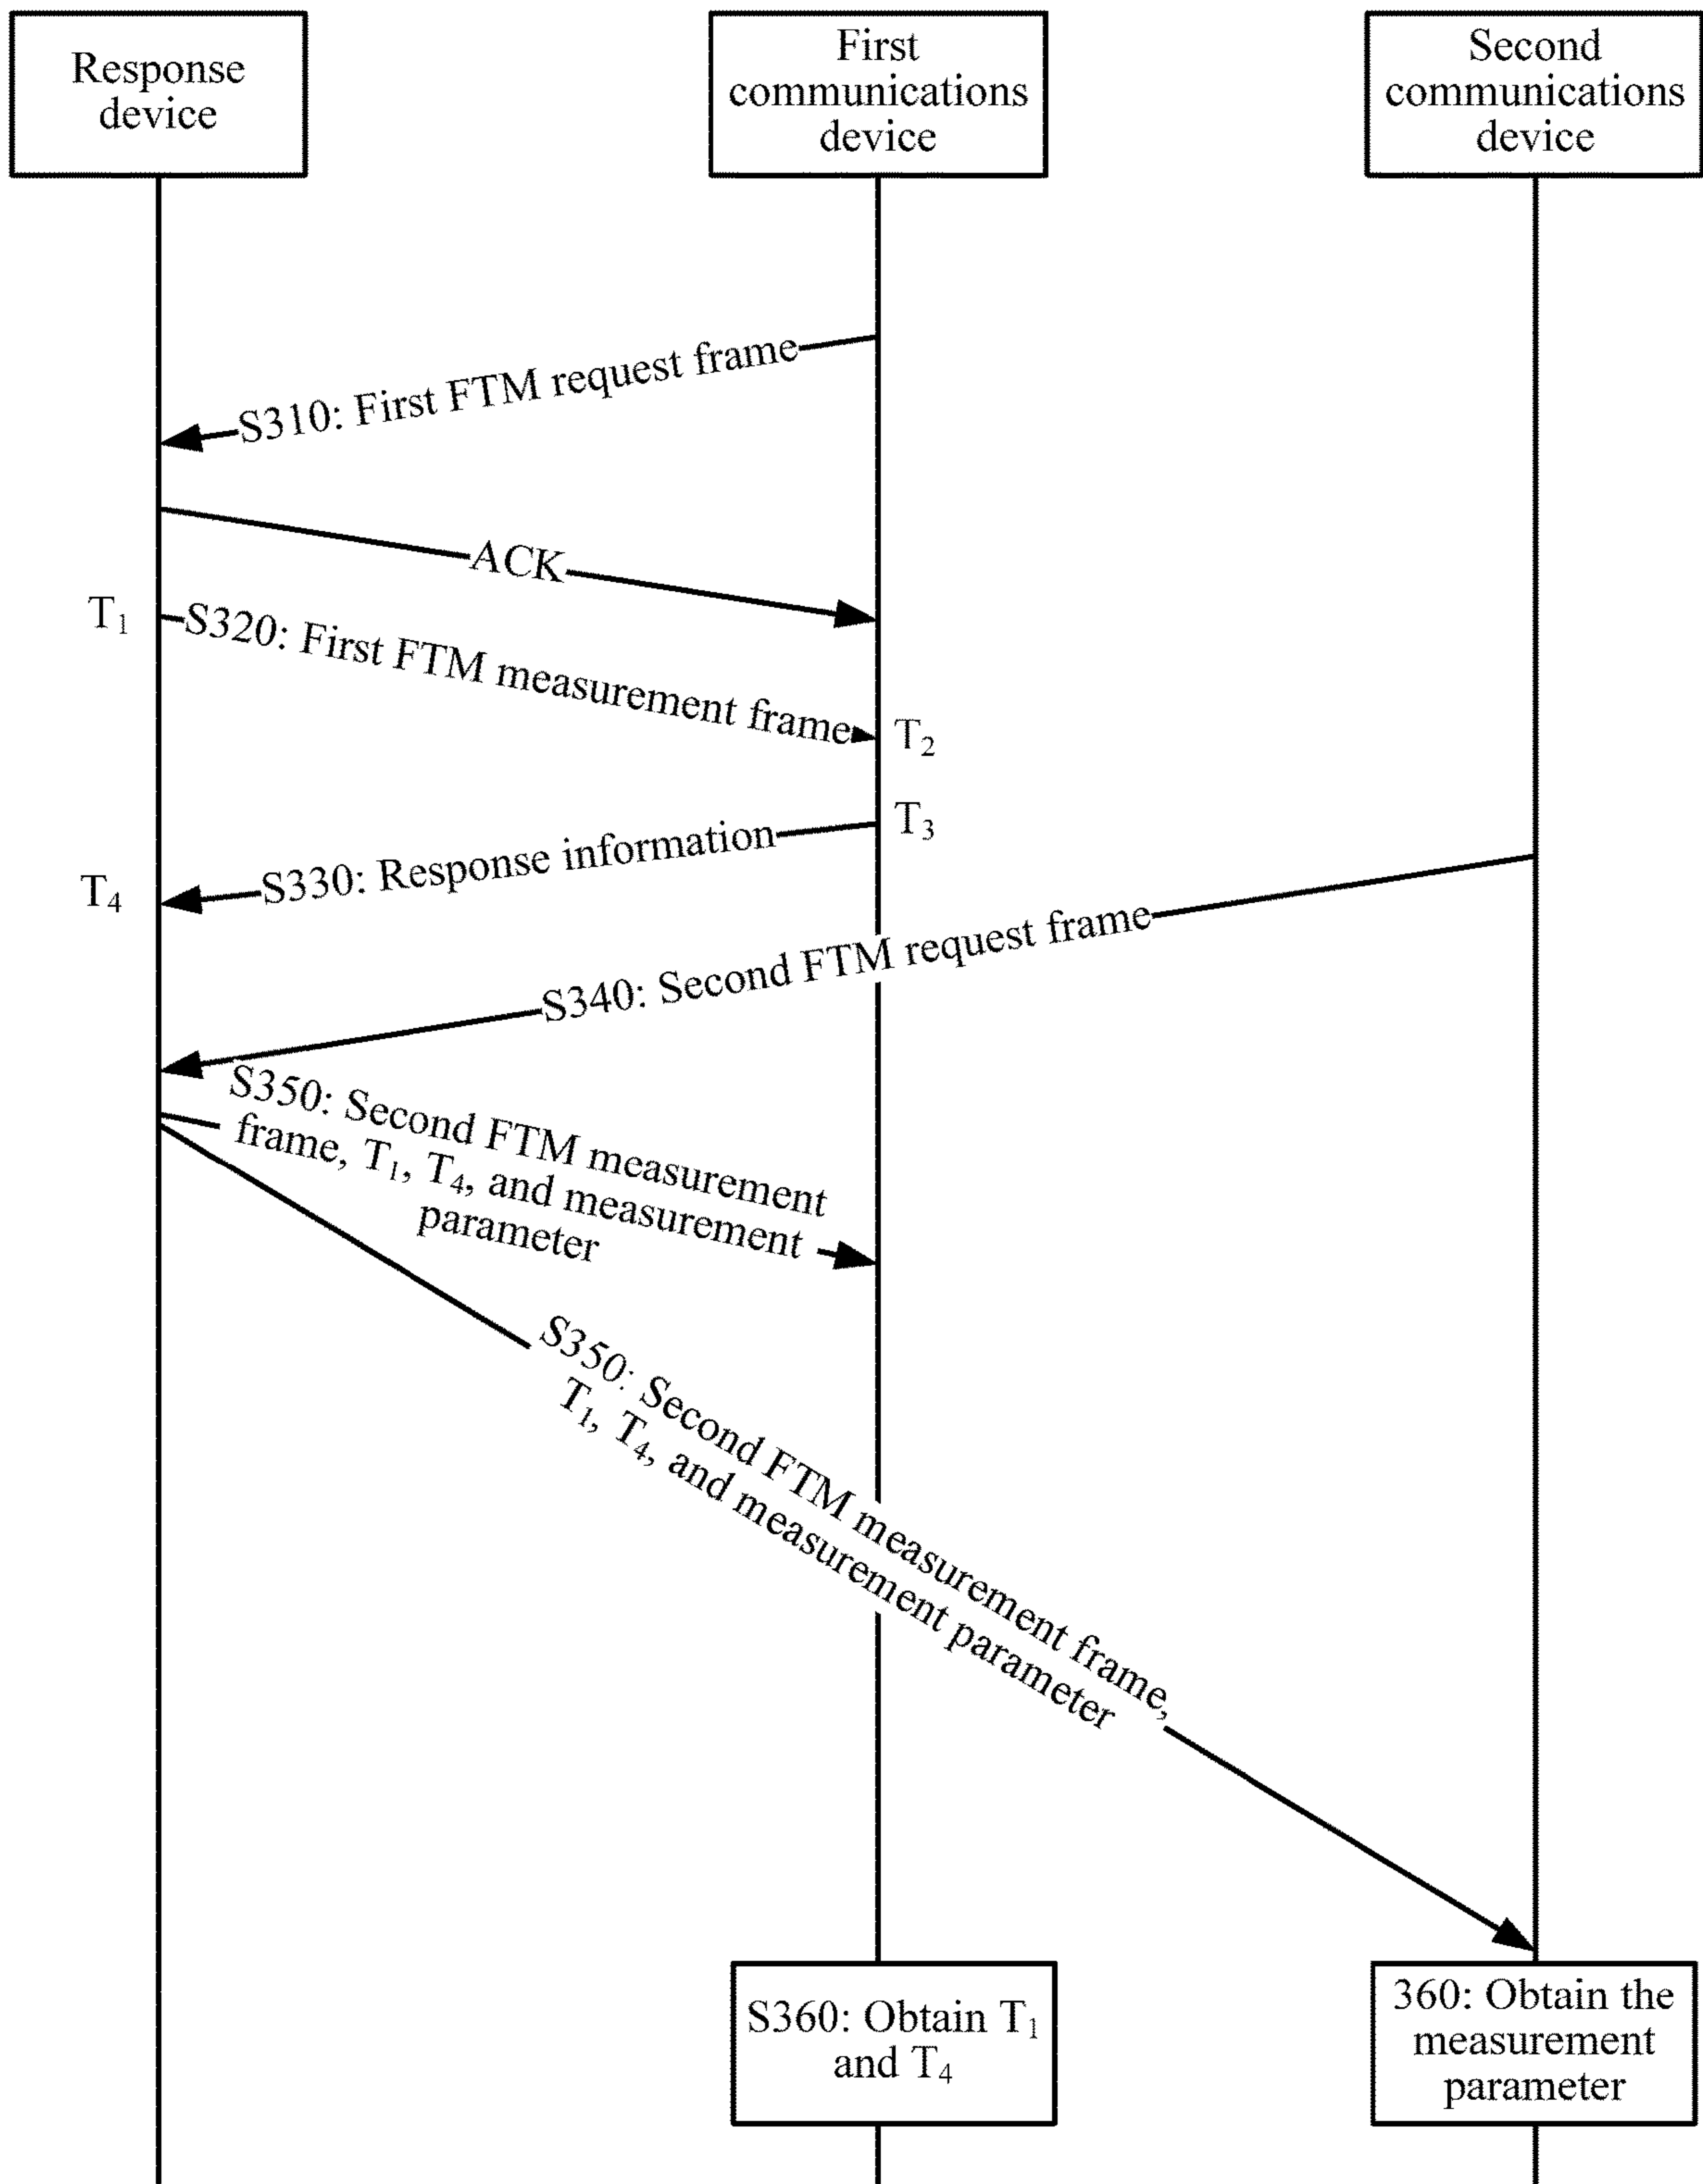 Response
device
First
communications
device
Second
communications
device
S310: First FTM request frame
ACK
T₁
S320: First FTM measurement frame
T₂
T₃
S330: Response information
T₄
S340: Second FTM request frame
S350: Second FTM measurement
frame, T₁, T₄, and measurement
parameter
S350: Second FTM measurement frame,
T₁, T₄, and measurement parameter
S360: Obtain T₁
and T₄
360: Obtain the
measurement
parameter